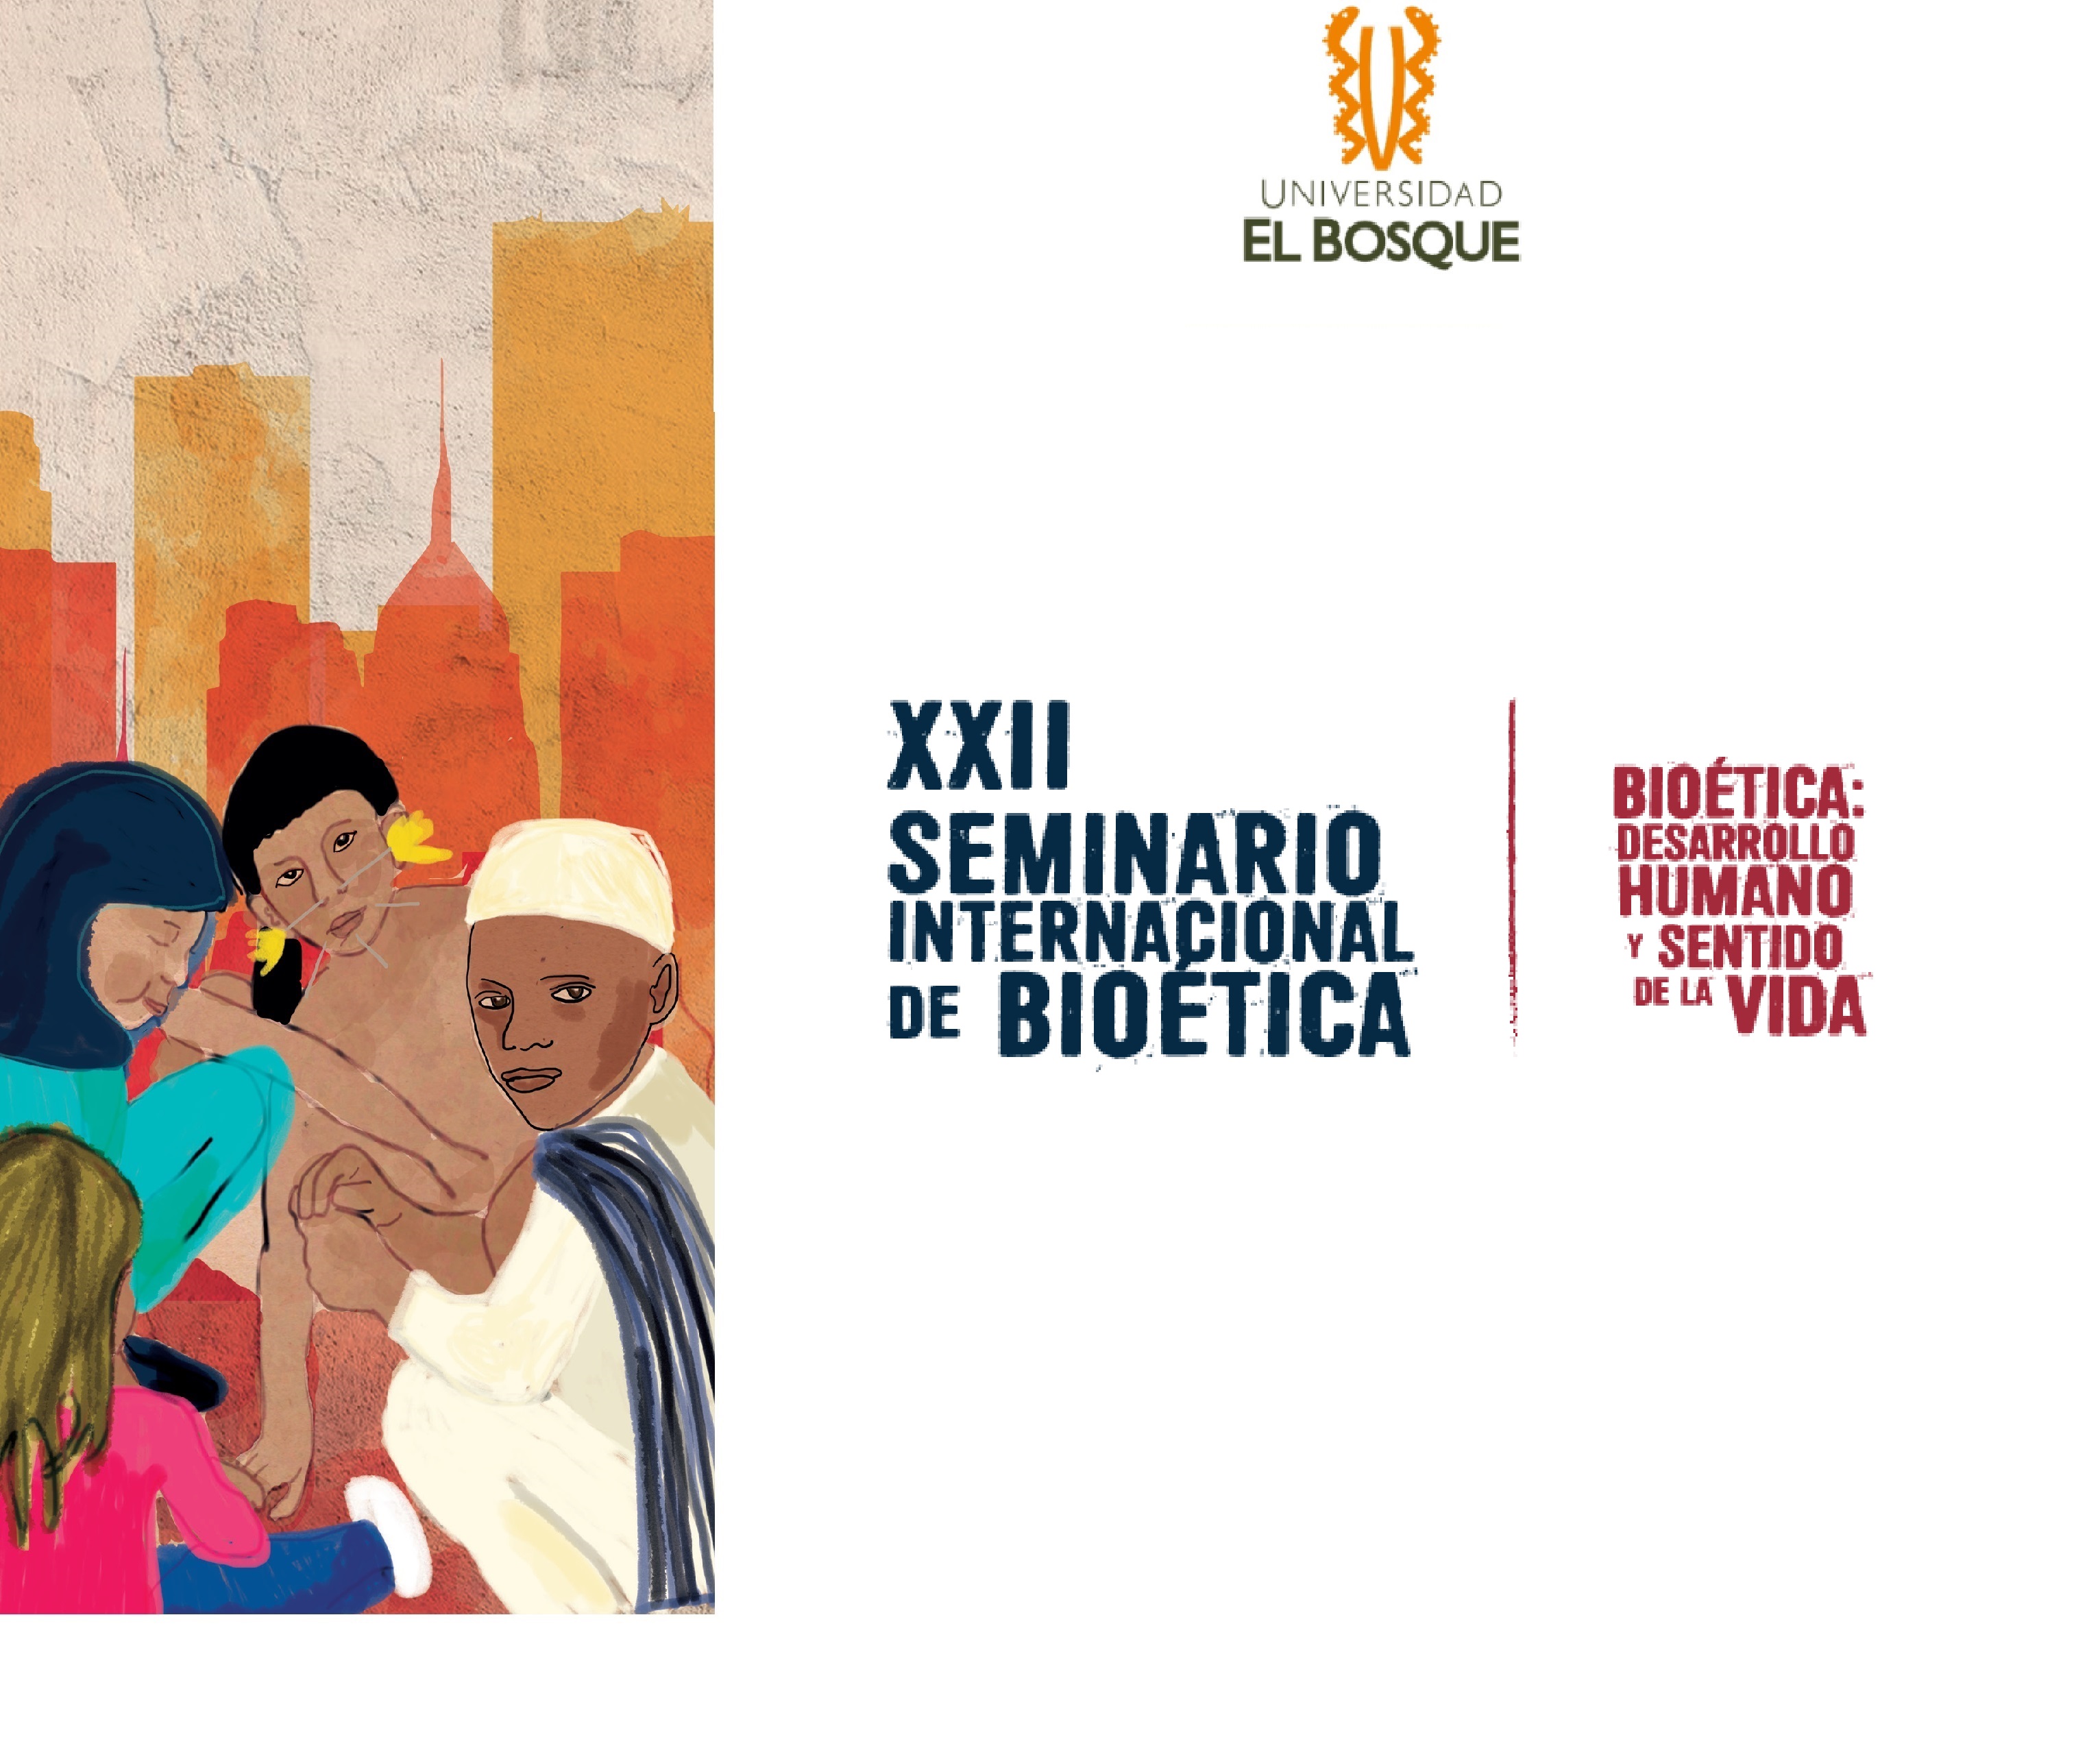 UNIVERSIDAD
EL BOSQUE
XXII
SEMINARIO
INTERNACIONAL
DE BIOÉTICA
BIOÉTICA:
DESARROLLO
HUMANO
Y SENTIDO
DE LA VIDA